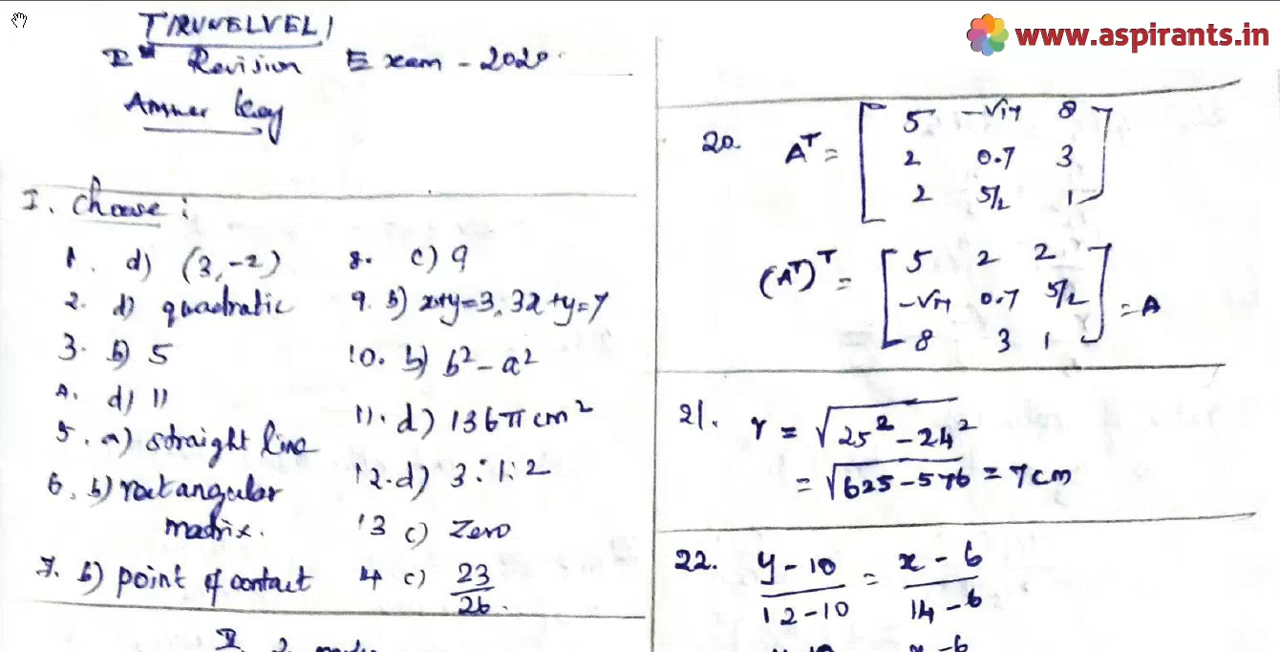 www.aspirants.in
TIRUNELVELI
II Revision Exam - 2020.
Answer key
I. Choose:
1. d) (3, -2)
2. d) quadratic
3. b) 5
4. d) 11
5. a) straight line
6. b) rectangular
matrix.
7. b) point of contact
8. c) 9
9. b) x+y=3, 3x+y=7
10. b) b² - a²
11. d) 136π cm²
12. d) 3:1:2
13 c) Zero
14 c) 23/26.
II 2
20. Aᵀ = [ 5 -√17 8
2 0.7 3
2 5/2 1 ]
(Aᵀ)ᵀ = [ 5 2 2
-√17 0.7 5/2
8 3 1 ] = A
21. r = √25² - 24²
= √625 - 576 = 7 cm
22. y - 10 / 12 - 10 = x - 6 / 14 - 6